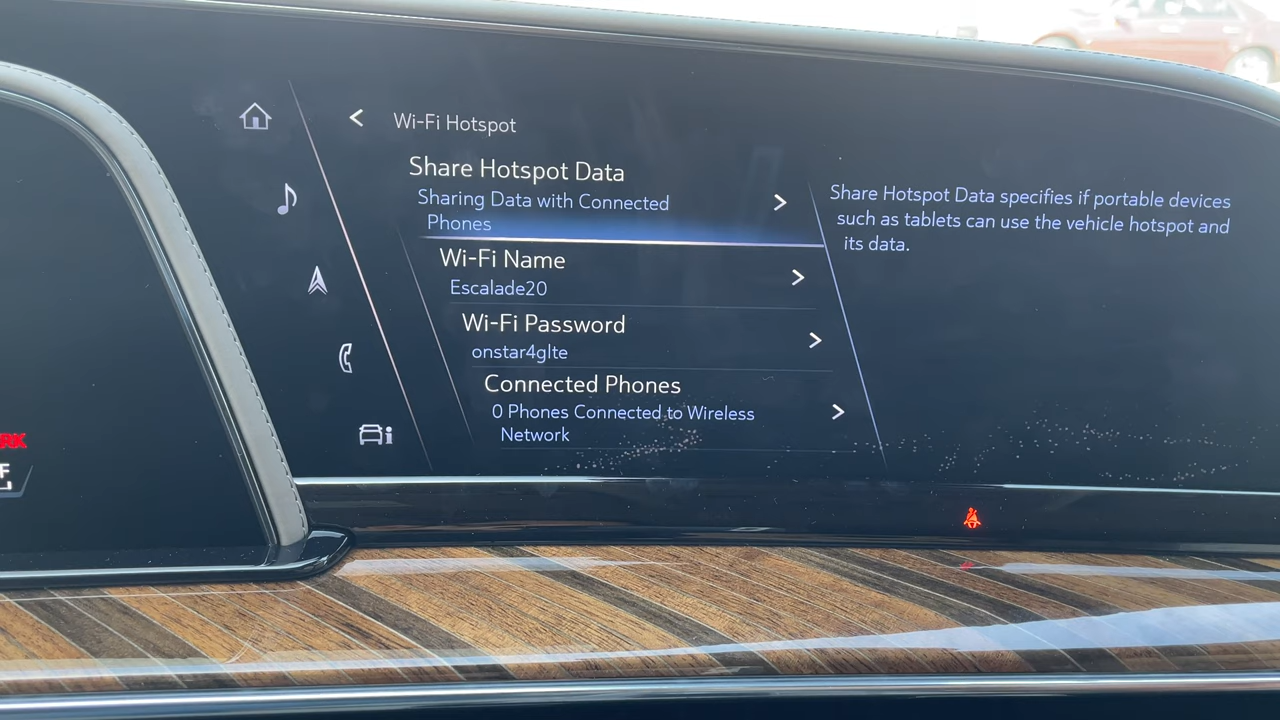 Wi-Fi Hotspot
Share Hotspot Data
Sharing Data with Connected
Phones
Wi-Fi Name
Escalade20
Wi-Fi Password
onstar4glte
Connected Phones
0 Phones Connected to Wireless
Network
Share Hotspot Data specifies if portable devices
such as tablets can use the vehicle hotspot and
its data.
RK
F